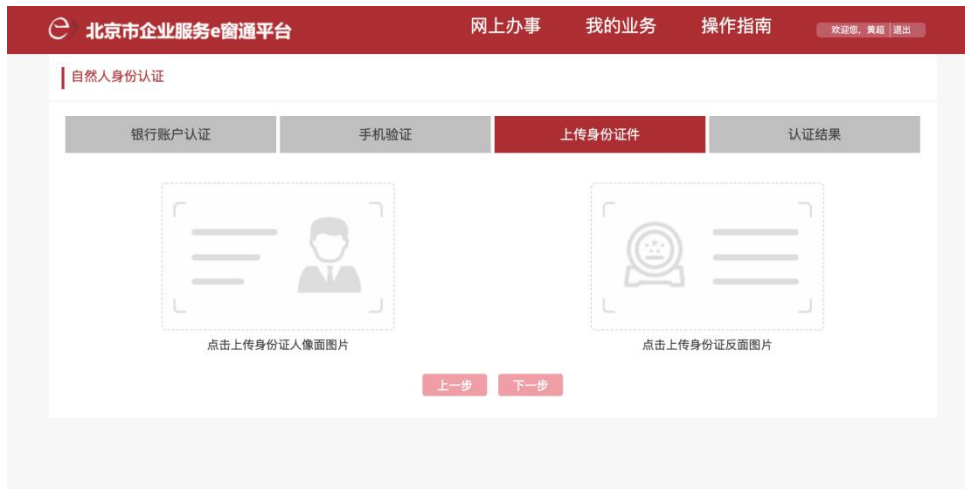 北京市企业服务e窗通平台 网上办事 我的业务 操作指南 欢迎您，黄超 退出
自然人身份认证
银行账户认证 手机验证 上传身份证件 认证结果
点击上传身份证人像面图片 点击上传身份证反面图片
上一步 下一步